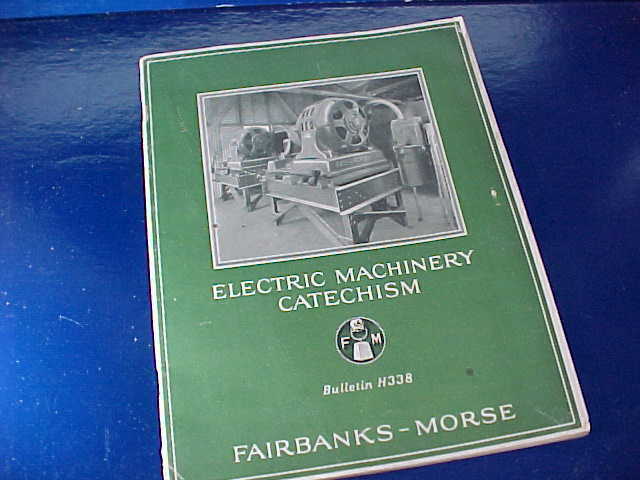 ELECTRIC MACHINERY
CATECHISM
F M
Bulletin H338
FAIRBANKS-MORSE